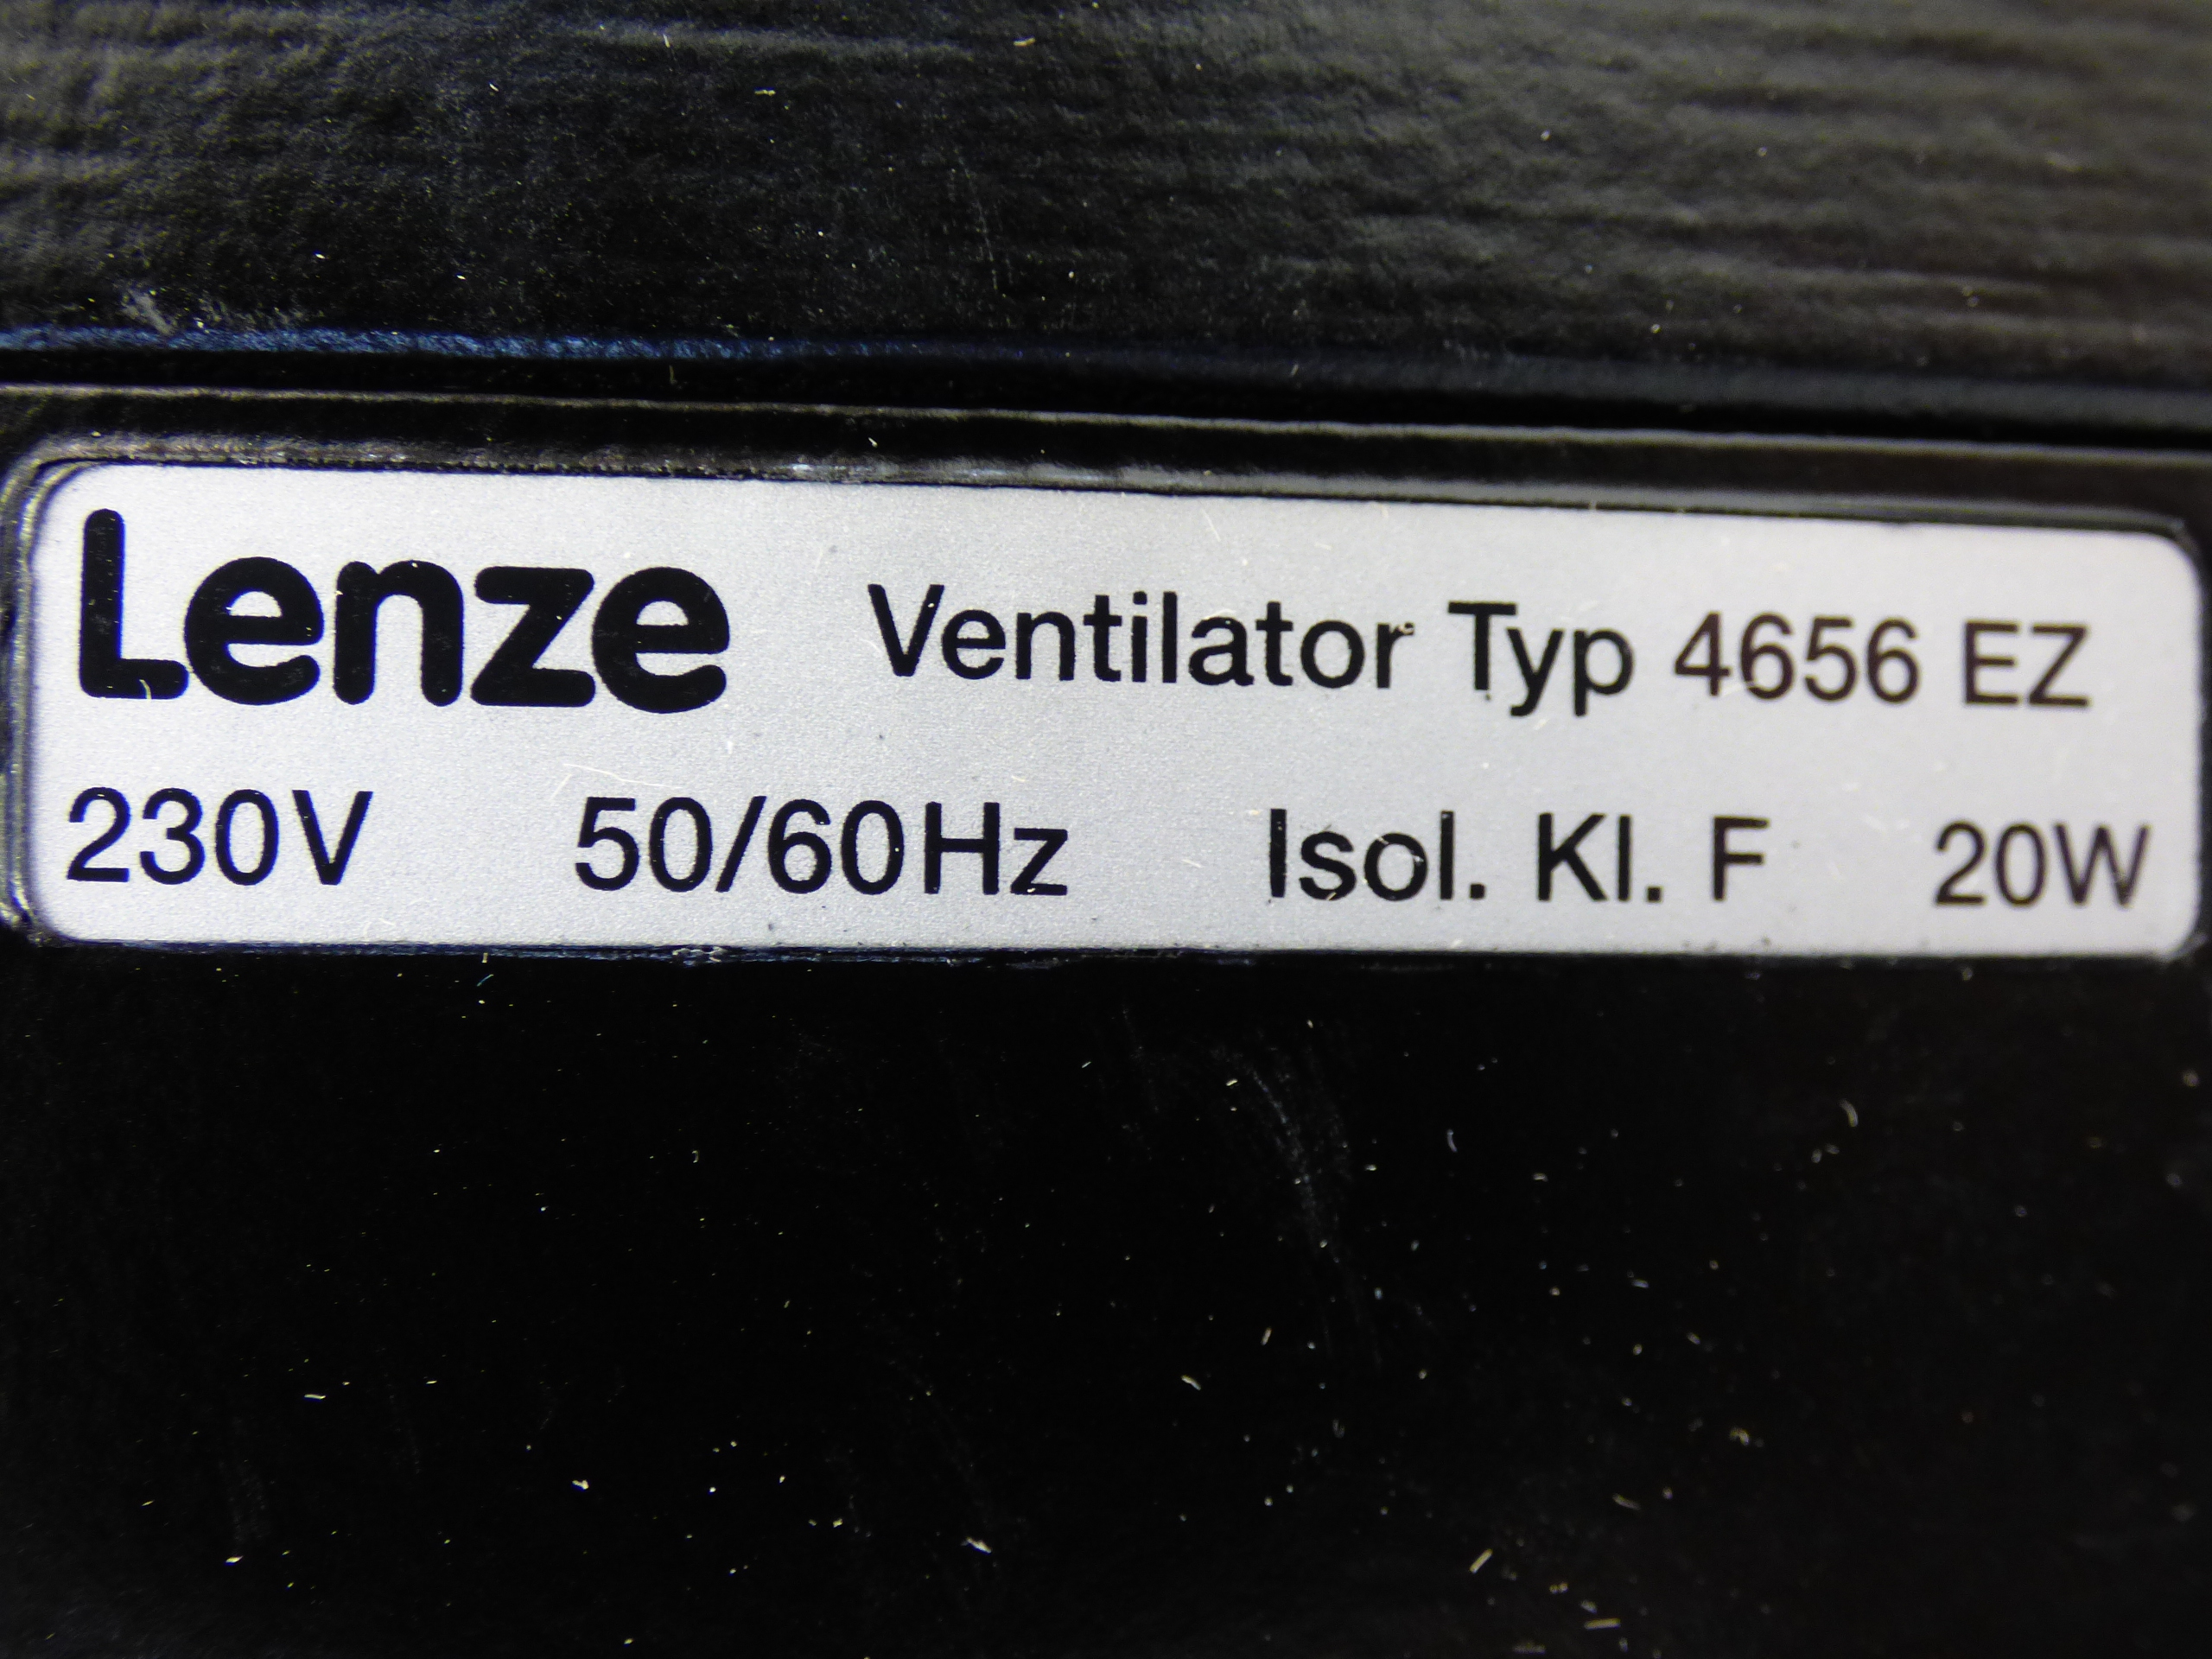 Lenze Ventilator Typ 4656 EZ
230V 50/60Hz Isol. Kl. F 20W